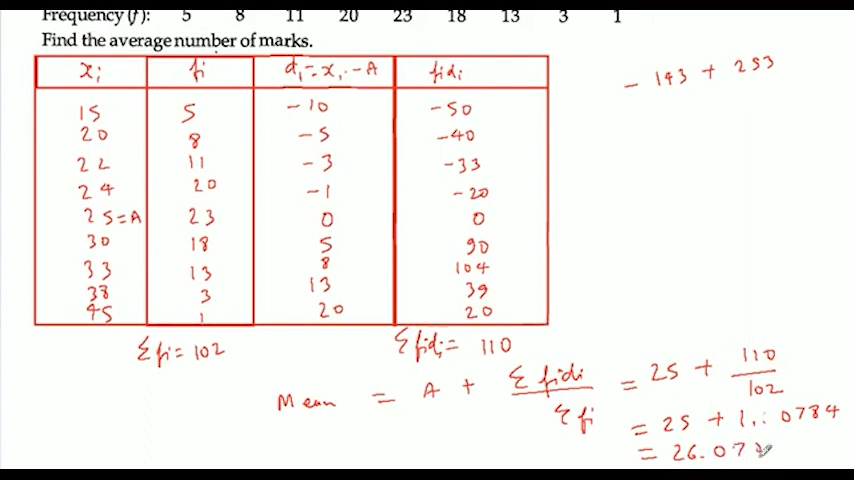 Frequency (f): 5 8 11 20 23 18 13 3 1
Find the average number of marks.
xi fi di = xi - A fidi
15 5 -10 -50
20 8 -5 -40
22 11 -3 -33
24 20 -1 -20
25=A 23 0 0
30 18 5 90
33 13 8 104
38 3 13 39
45 1 20 20
- 143 + 253
Σfi = 102 Σfidi = 110
Mean = A + Σfidi / Σfi = 25 + 110 / 102
= 25 + 1.0784
= 26.078